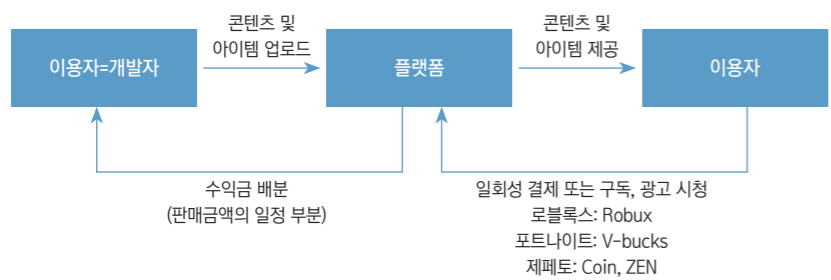 콘텐츠 및
아이템 업로드
콘텐츠 및
아이템 제공
이용자=개발자
플랫폼
이용자
수익금 배분
(판매금액의 일정 부분)
일회성 결제 또는 구독, 광고 시청
로블록스: Robux
포트나이트: V-bucks
제페토: Coin, ZEN